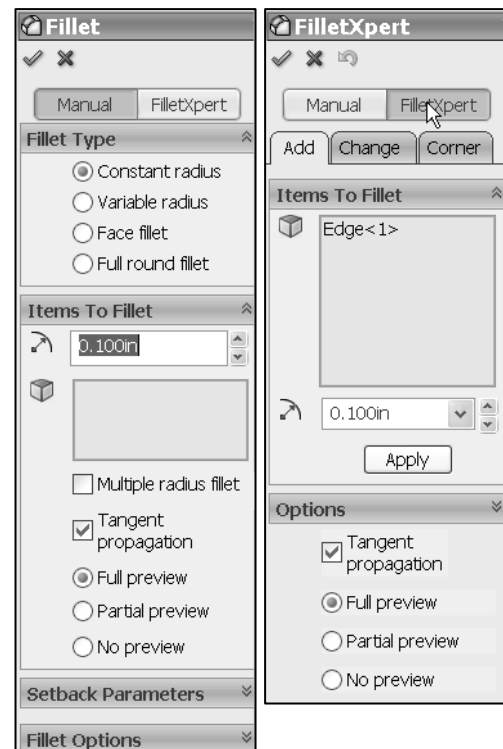 Fillet
Manual FilletXpert
Fillet Type
Constant radius
Variable radius
Face fillet
Full round fillet
Items To Fillet
0.100in
Multiple radius fillet
Tangent
propagation
Full preview
Partial preview
No preview
Setback Parameters
Fillet Options
FilletXpert
Manual FilletXpert
Add Change Corner
Items To Fillet
Edge<1>
0.100in
Apply
Options
Tangent
propagation
Full preview
Partial preview
No preview